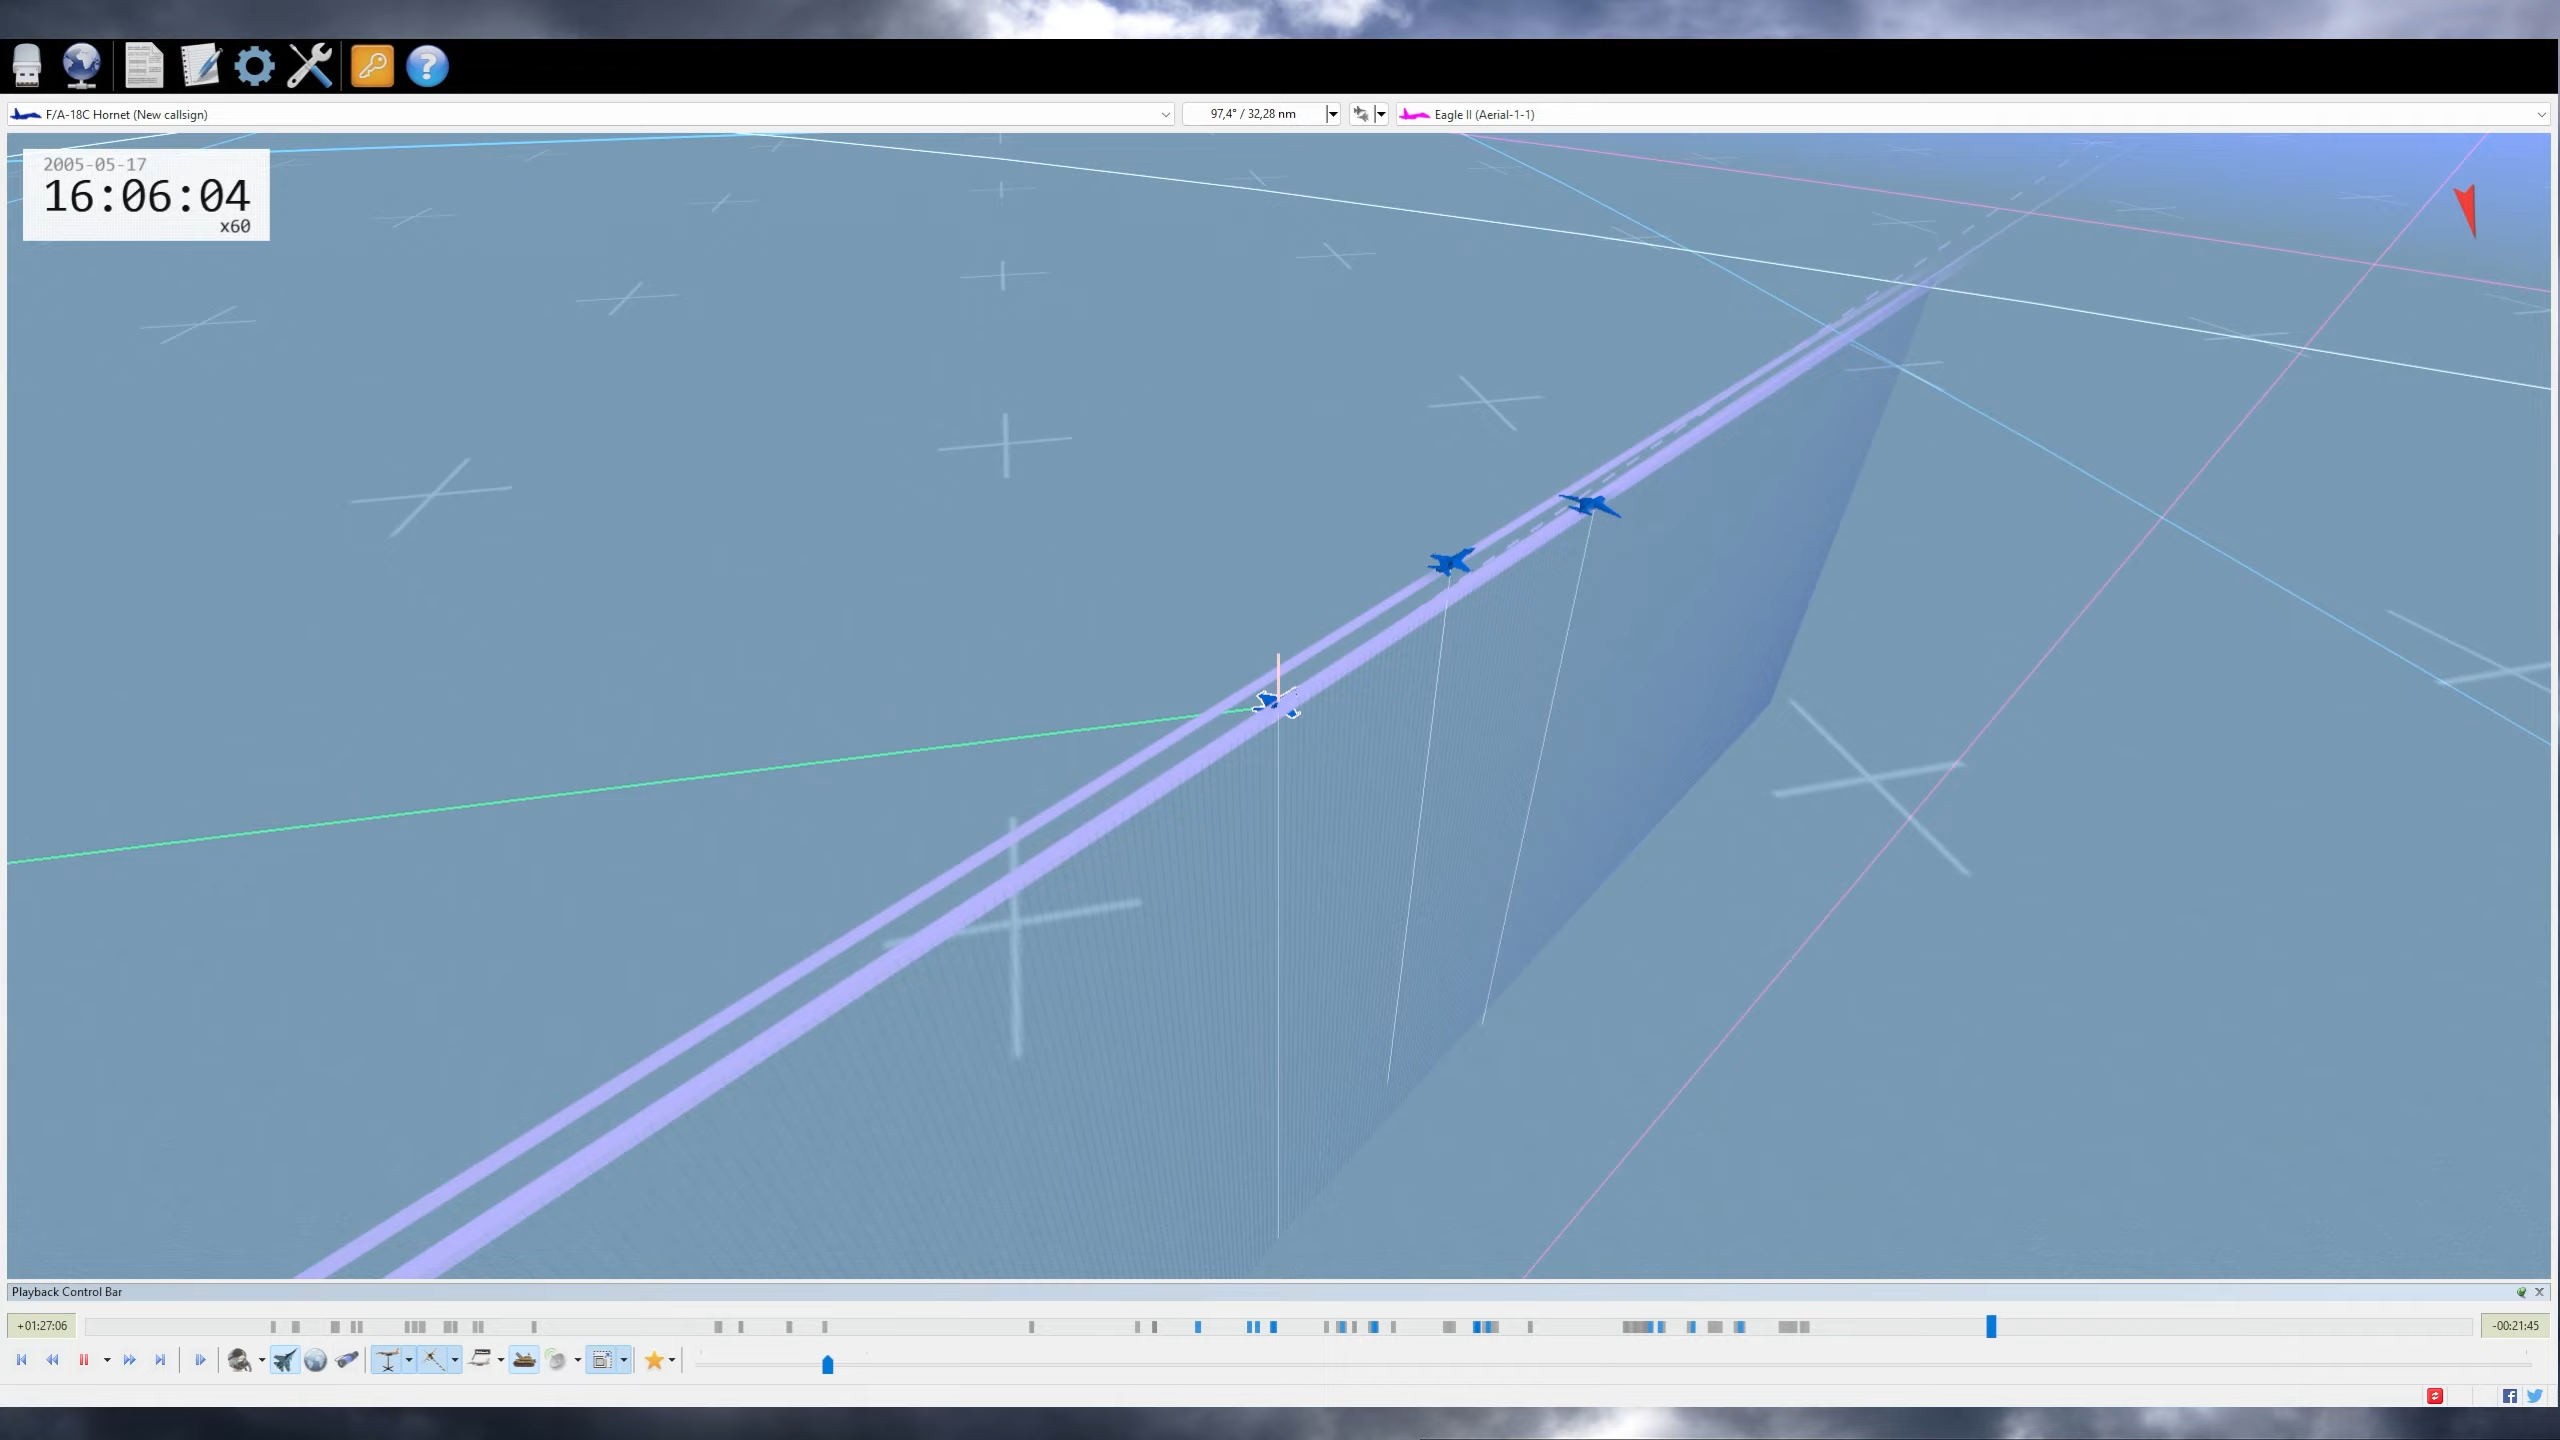 F/A-18C Hornet (New callsign)
97,4° / 32,28 nm
Eagle II (Aerial-1-1)
2005-05-17
16:06:04
x60
Playback Control Bar
+01:27:06
-00:21:45